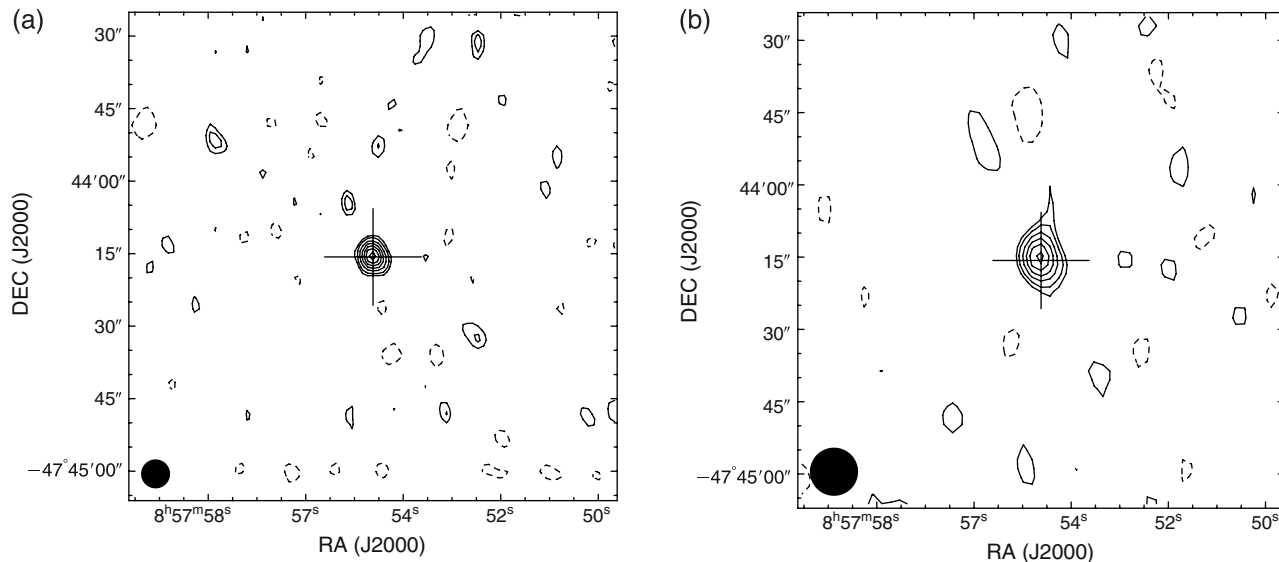 (a)
30″
45″
44′00″
15″
30″
45″
−47°45′00″
8ʰ57ᵐ58ˢ
57ˢ
54ˢ
52ˢ
50ˢ
DEC (J2000)
RA (J2000)
(b)
30″
45″
44′00″
15″
30″
45″
−47°45′00″
8ʰ57ᵐ58ˢ
57ˢ
54ˢ
52ˢ
50ˢ
DEC (J2000)
RA (J2000)